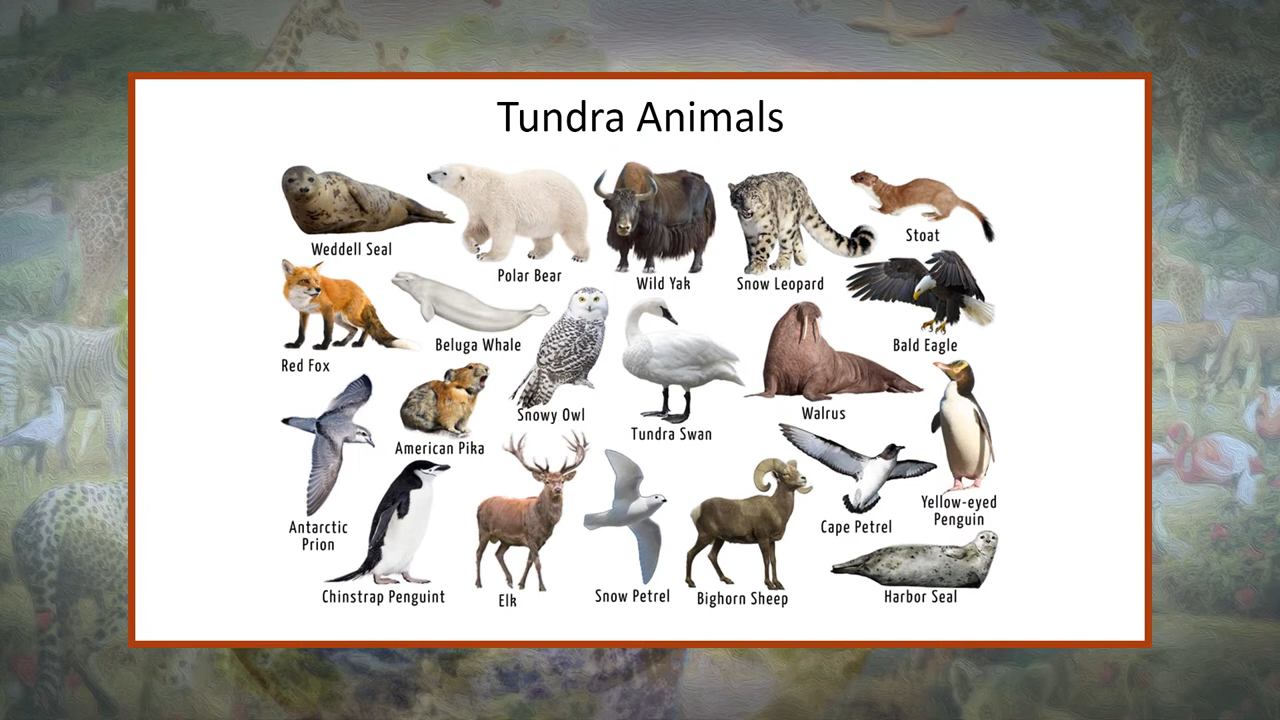 Tundra Animals
Weddell Seal
Polar Bear
Wild Yak
Snow Leopard
Stoat
Red Fox
Beluga Whale
Snowy Owl
Tundra Swan
Walrus
Bald Eagle
Antarctic
Prion
American Pika
Chinstrap Penguint
Elk
Snow Petrel
Bighorn Sheep
Cape Petrel
Yellow-eyed
Penguin
Harbor Seal